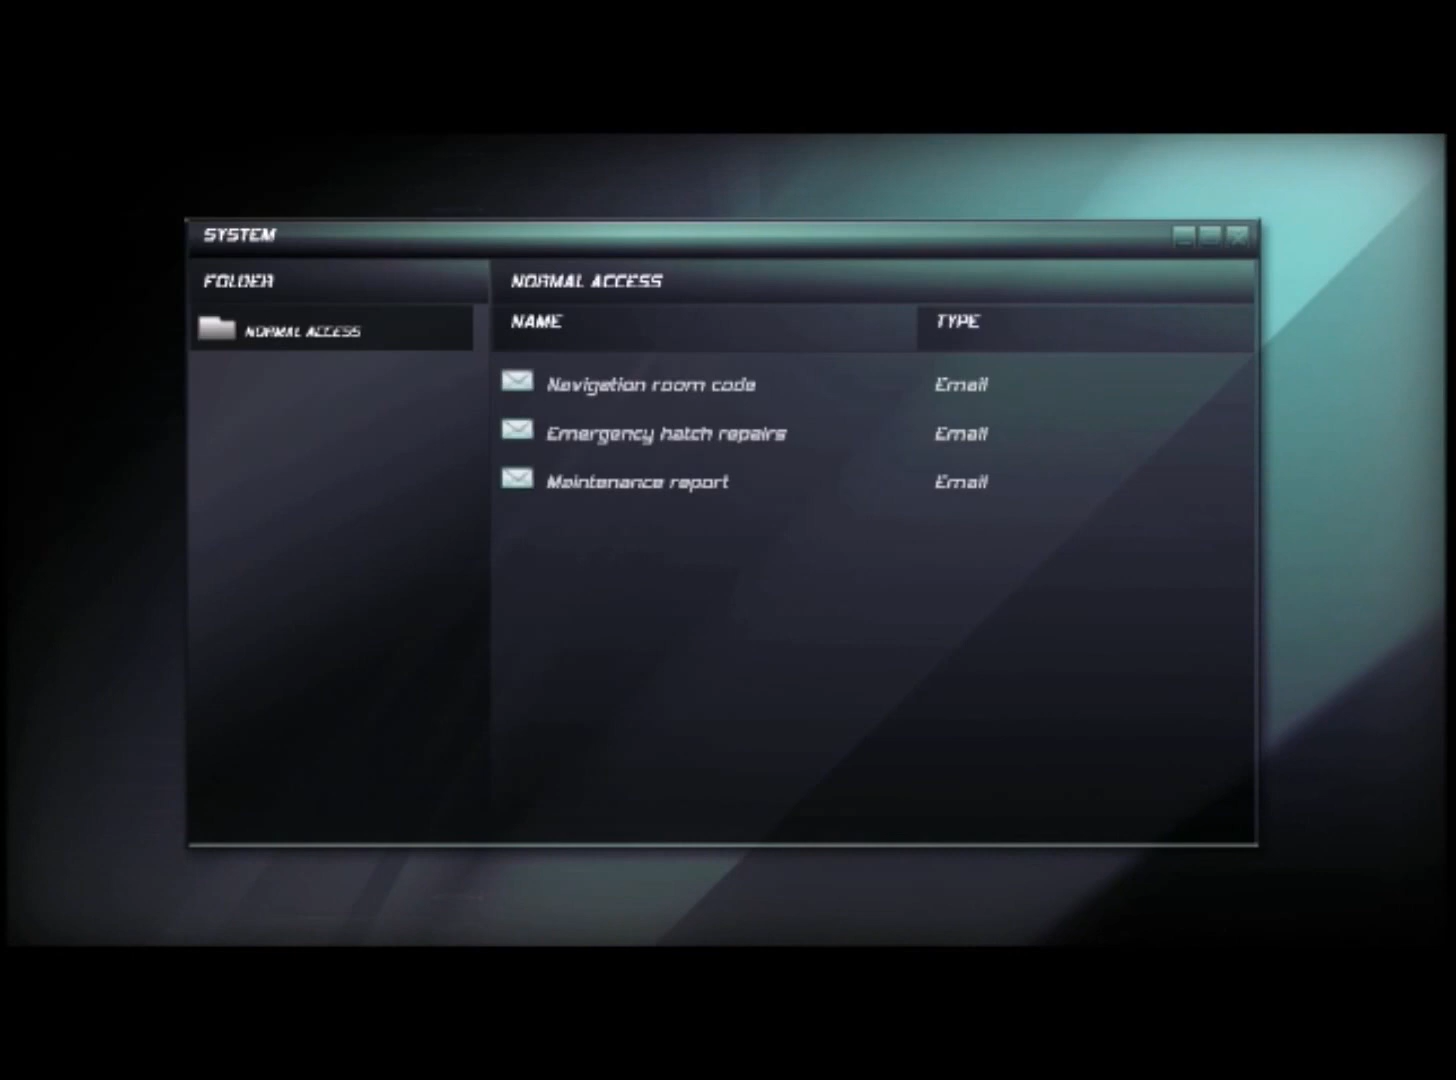 SYSTEM
FOLDER
NORMAL ACCESS
NORMAL ACCESS
NAME TYPE
Navigation room code Email
Emergency hatch repairs Email
Maintenance report Email